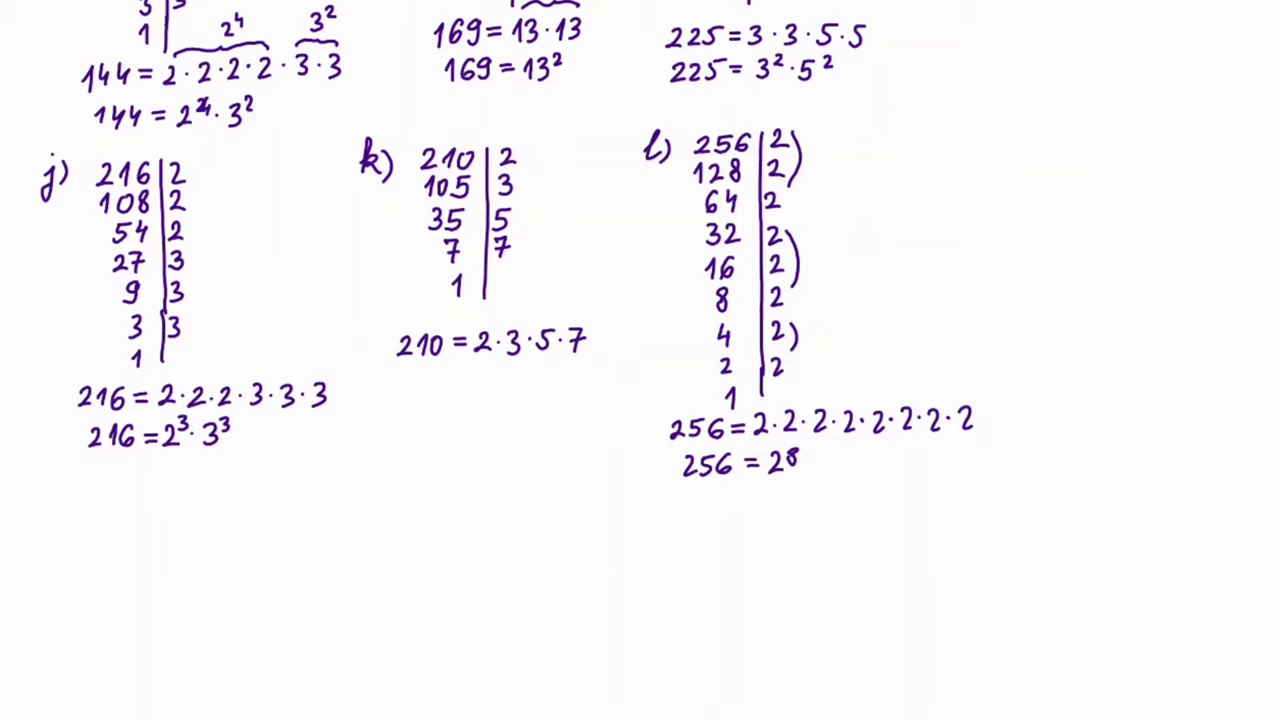 3 | 3
1 |
2⁴ 3²
144 = 2 · 2 · 2 · 2 · 3 · 3
144 = 2⁴ · 3²
169 = 13 · 13
169 = 13²
225 = 3 · 3 · 5 · 5
225 = 3² · 5²
j) 216 | 2
108 | 2
54 | 2
27 | 3
9 | 3
3 | 3
1 |
216 = 2 · 2 · 2 · 3 · 3 · 3
216 = 2³ · 3³
k) 210 | 2
105 | 3
35 | 5
7 | 7
1 |
210 = 2 · 3 · 5 · 7
l) 256 | 2)
128 | 2)
64 | 2
32 | 2)
16 | 2)
8 | 2
4 | 2)
2 | 2
1 |
256 = 2 · 2 · 2 · 2 · 2 · 2 · 2 · 2
256 = 2⁸